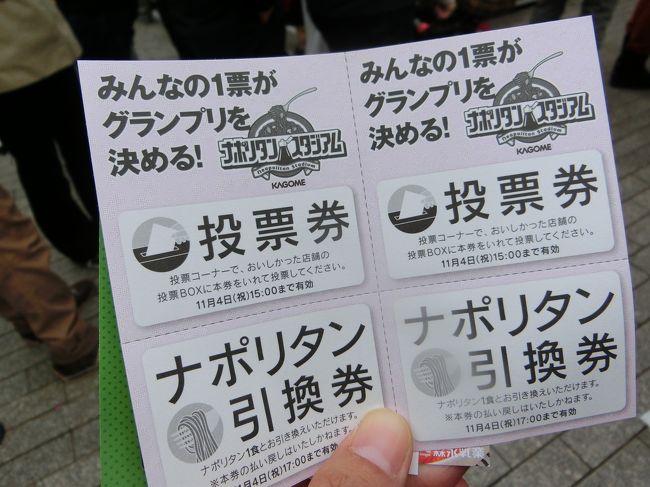 みんなの1票が
グランプリを
決める!
ナポリタンスタジアム
Neapolitan Stadium
KAGOME
投票券
投票コーナーで、おいしかった店舗の
投票BOXに本券をいれて投票してください。
11月4日(祝)15:00まで有効
ナポリタン
引換券
ナポリタン1食とお引き換えいただけます。
※本券の払い戻しはいたしかねます。
11月4日(祝)17:00まで有効
みんなの1票が
グランプリを
決める!
ナポリタンスタジアム
Neapolitan Stadium
KAGOME
投票券
投票コーナーで、おいしかった店舗の
投票BOXに本券をいれて投票してください。
11月4日(祝)15:00まで有効
ナポリタン
引換券
ナポリタン1食とお引き換えいただけます。
※本券の払い戻しはいたしかねます。
11月4日(祝)17:00まで有効
森永乳業